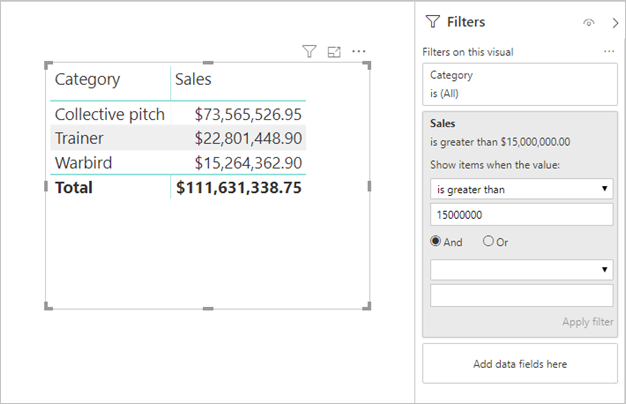 Category Sales
Collective pitch $73,565,526.95
Trainer $22,801,448.90
Warbird $15,264,362.90
Total $111,631,338.75
Filters
Filters on this visual
Category
is (All)
Sales
is greater than $15,000,000.00
Show items when the value:
is greater than
15000000
And Or
Apply filter
Add data fields here